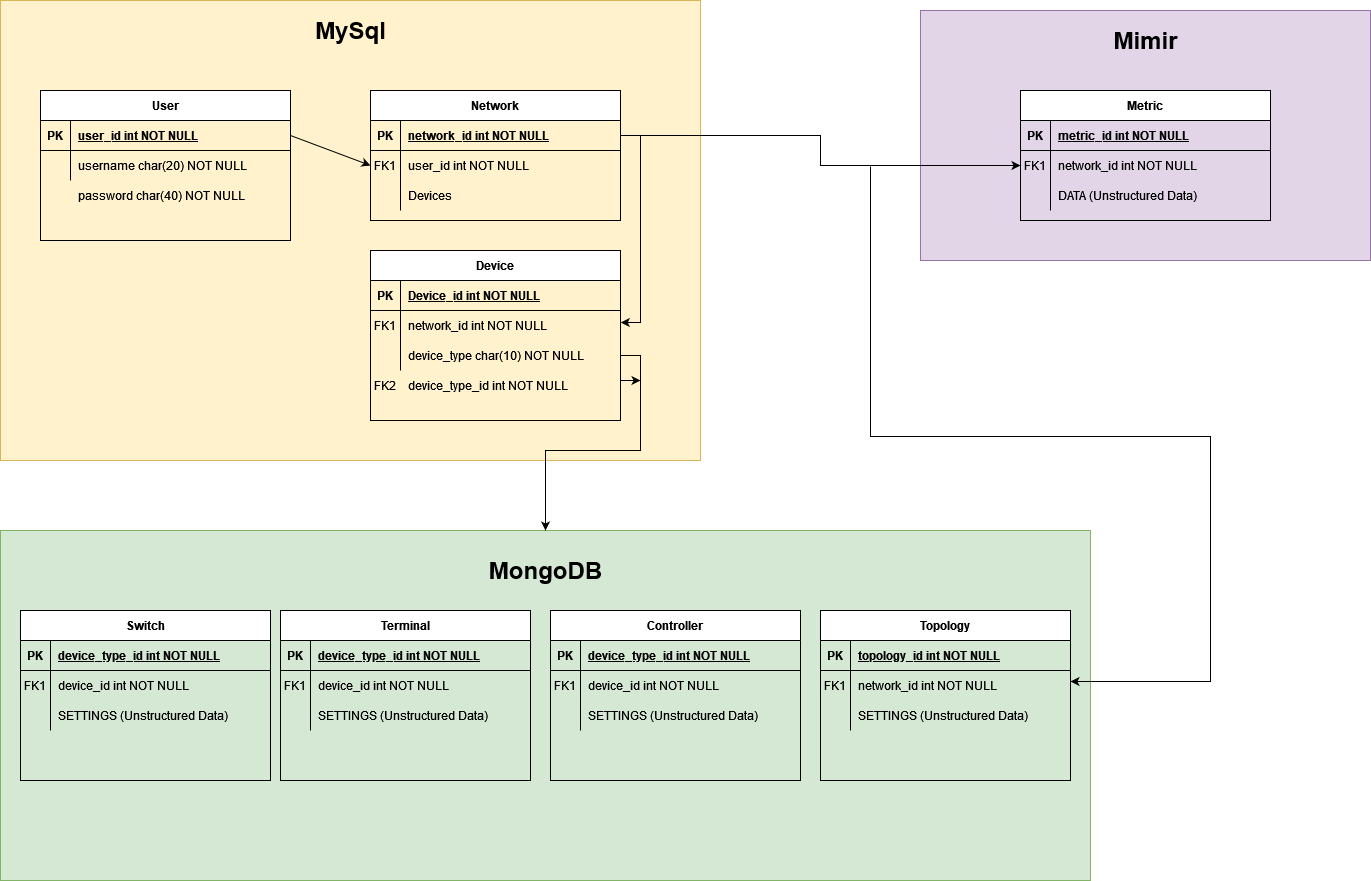 MySql
User
PK user_id int NOT NULL
username char(20) NOT NULL
password char(40) NOT NULL
Network
PK network_id int NOT NULL
FK1 user_id int NOT NULL
Devices
Device
PK Device_id int NOT NULL
FK1 network_id int NOT NULL
device_type char(10) NOT NULL
FK2 device_type_id int NOT NULL
Mimir
Metric
PK metric_id int NOT NULL
FK1 network_id int NOT NULL
DATA (Unstructured Data)
MongoDB
Switch
PK device_type_id int NOT NULL
FK1 device_id int NOT NULL
SETTINGS (Unstructured Data)
Terminal
PK device_type_id int NOT NULL
FK1 device_id int NOT NULL
SETTINGS (Unstructured Data)
Controller
PK device_type_id int NOT NULL
FK1 device_id int NOT NULL
SETTINGS (Unstructured Data)
Topology
PK topology_id int NOT NULL
FK1 network_id int NOT NULL
SETTINGS (Unstructured Data)